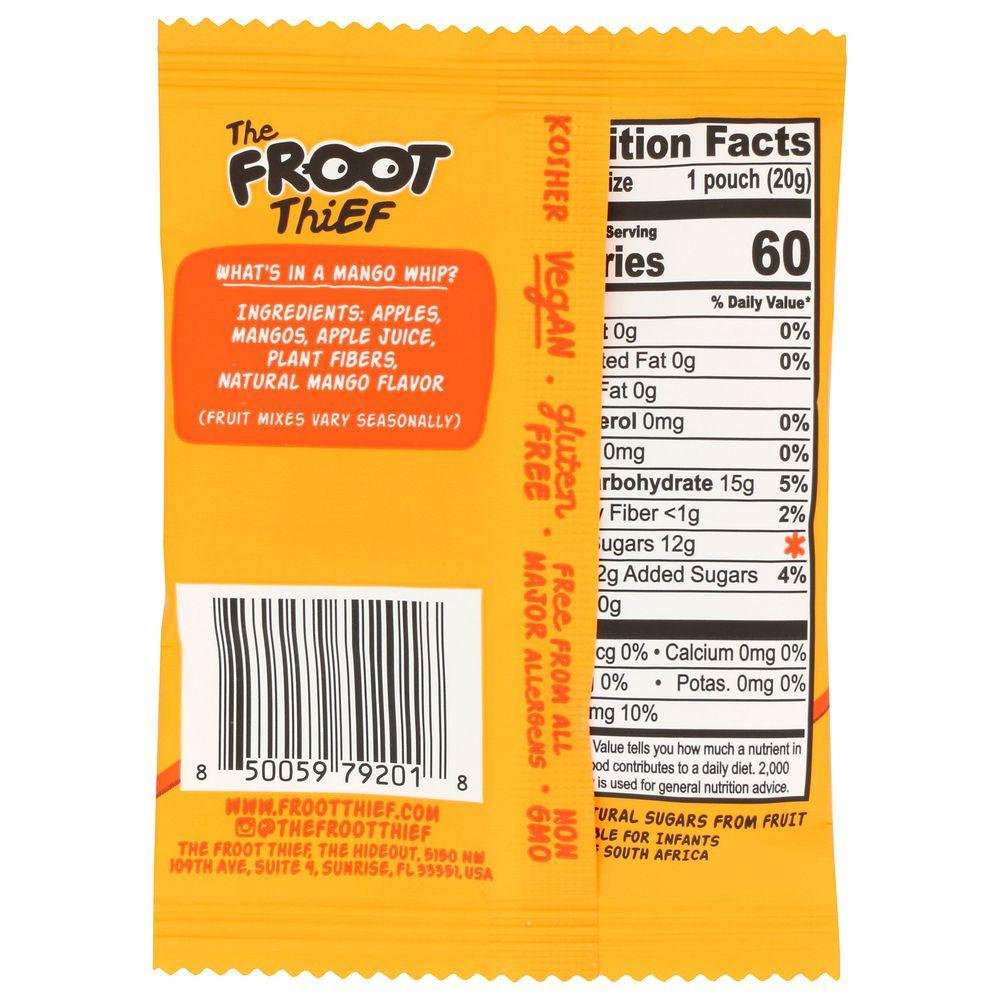 The
FROOT
ThiEF
WHAT'S IN A MANGO WHIP?
INGREDIENTS: APPLES,
MANGOS, APPLE JUICE,
PLANT FIBERS,
NATURAL MANGO FLAVOR
(FRUIT MIXES VARY SEASONALLY)
8 50059 79201 8
WWW.FROOTTHIEF.COM
@THEFROOTTHIEF
THE FROOT THIEF, THE HIDEOUT, 5150 NW
109TH AVE, SUITE 4, SUNRISE, FL 33351, USA
KOSHER VegAN • gluten FREE • FRee FROM ALL MAJOR ALLeRGeNS • NON GMO
ition Facts
ize 1 pouch (20g)
Serving
ries 60
% Daily Value*
t 0g 0%
ted Fat 0g 0%
Fat 0g
erol 0mg 0%
0mg 0%
rbohydrate 15g 5%
Fiber <1g 2%
ugars 12g *
2g Added Sugars 4%
0g
cg 0% • Calcium 0mg 0%
0% • Potas. 0mg 0%
mg 10%
Value tells you how much a nutrient in
ood contributes to a daily diet. 2,000
is used for general nutrition advice.
TURAL SUGARS FROM FRUIT
BLE FOR INFANTS
SOUTH AFRICA